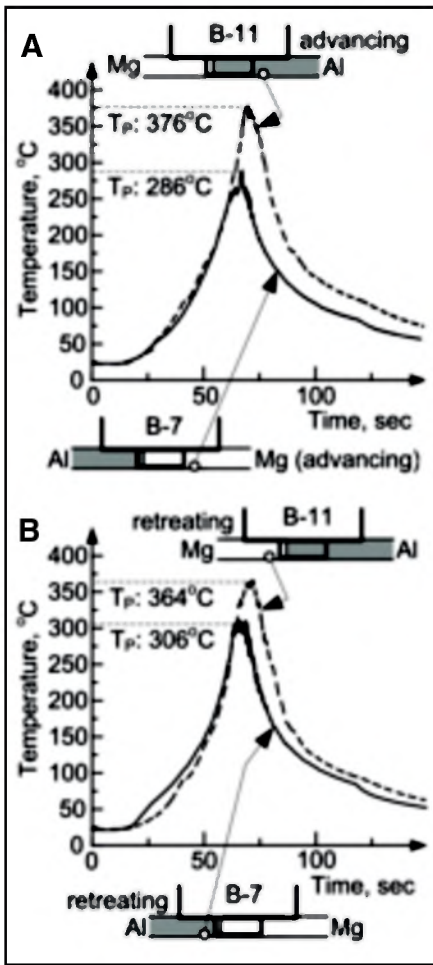 A
B-11
advancing
Mg
Al
400
350
300
250
200
150
100
50
0
Temperature, °C
TP: 376°C
TP: 286°C
0
50
100
Time, sec
B-7
Al
Mg (advancing)
B
retreating
B-11
Mg
Al
400
350
300
250
200
150
100
50
0
Temperature, °C
TP: 364°C
TP: 306°C
0
50
100
Time, sec
retreating
B-7
Al
Mg